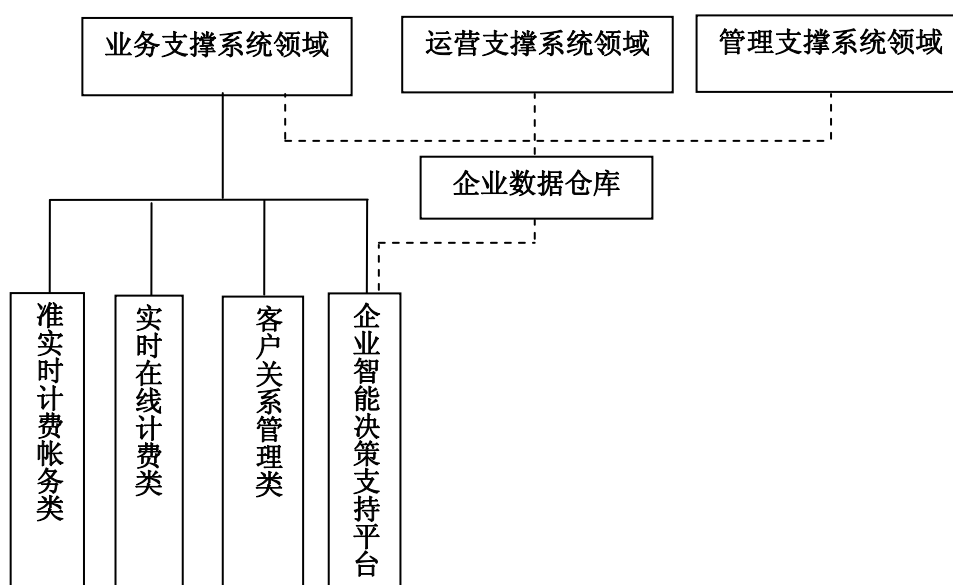 业务支撑系统领域
运营支撑系统领域
管理支撑系统领域
企业数据仓库
准实时计费帐务类
实时在线计费类
客户关系管理类
企业智能决策支持平台